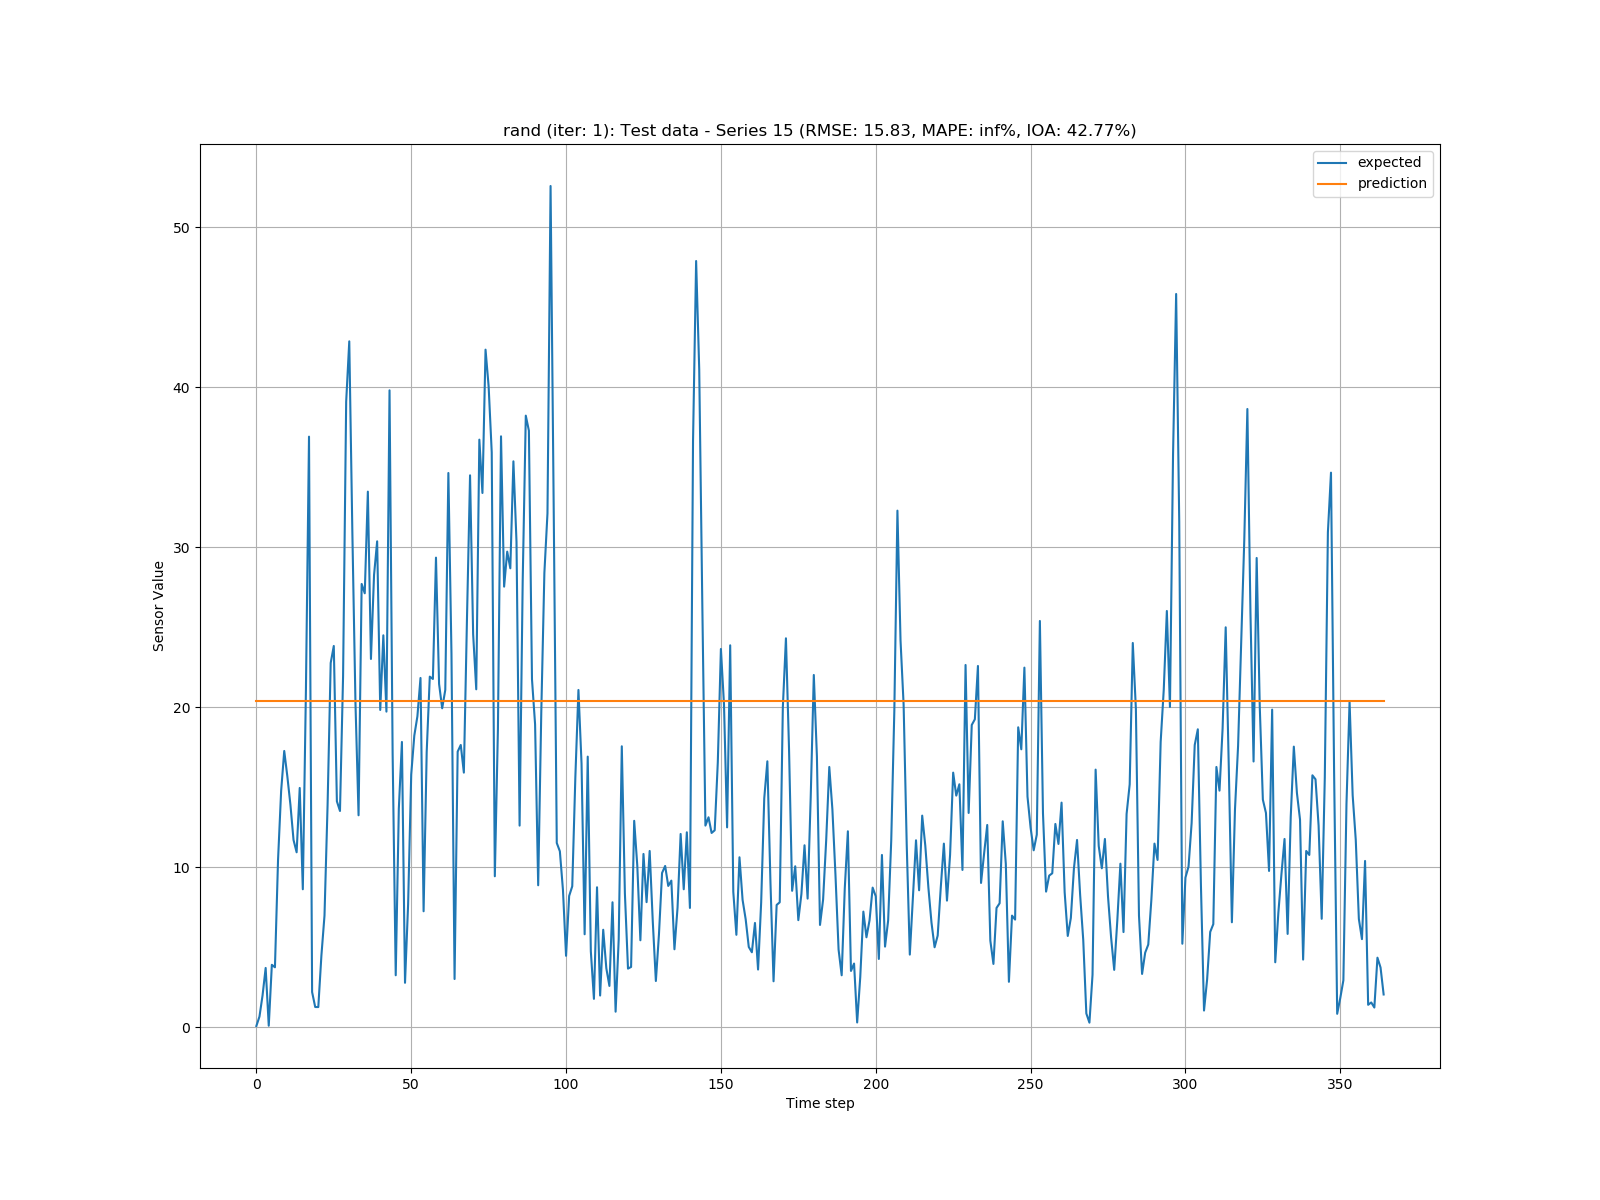 rand (iter: 1): Test data - Series 15 (RMSE: 15.83, MAPE: inf%, IOA: 42.77%)
expected
prediction
50
40
30
20
10
0
Sensor Value
0 50 100 150 200 250 300 350
Time step